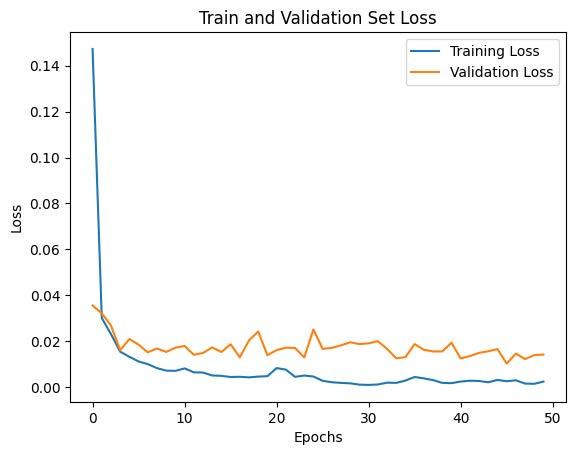 Train and Validation Set Loss
Training Loss
Validation Loss
0.14
0.12
0.10
0.08
0.06
0.04
0.02
0.00
Loss
0 10 20 30 40 50
Epochs